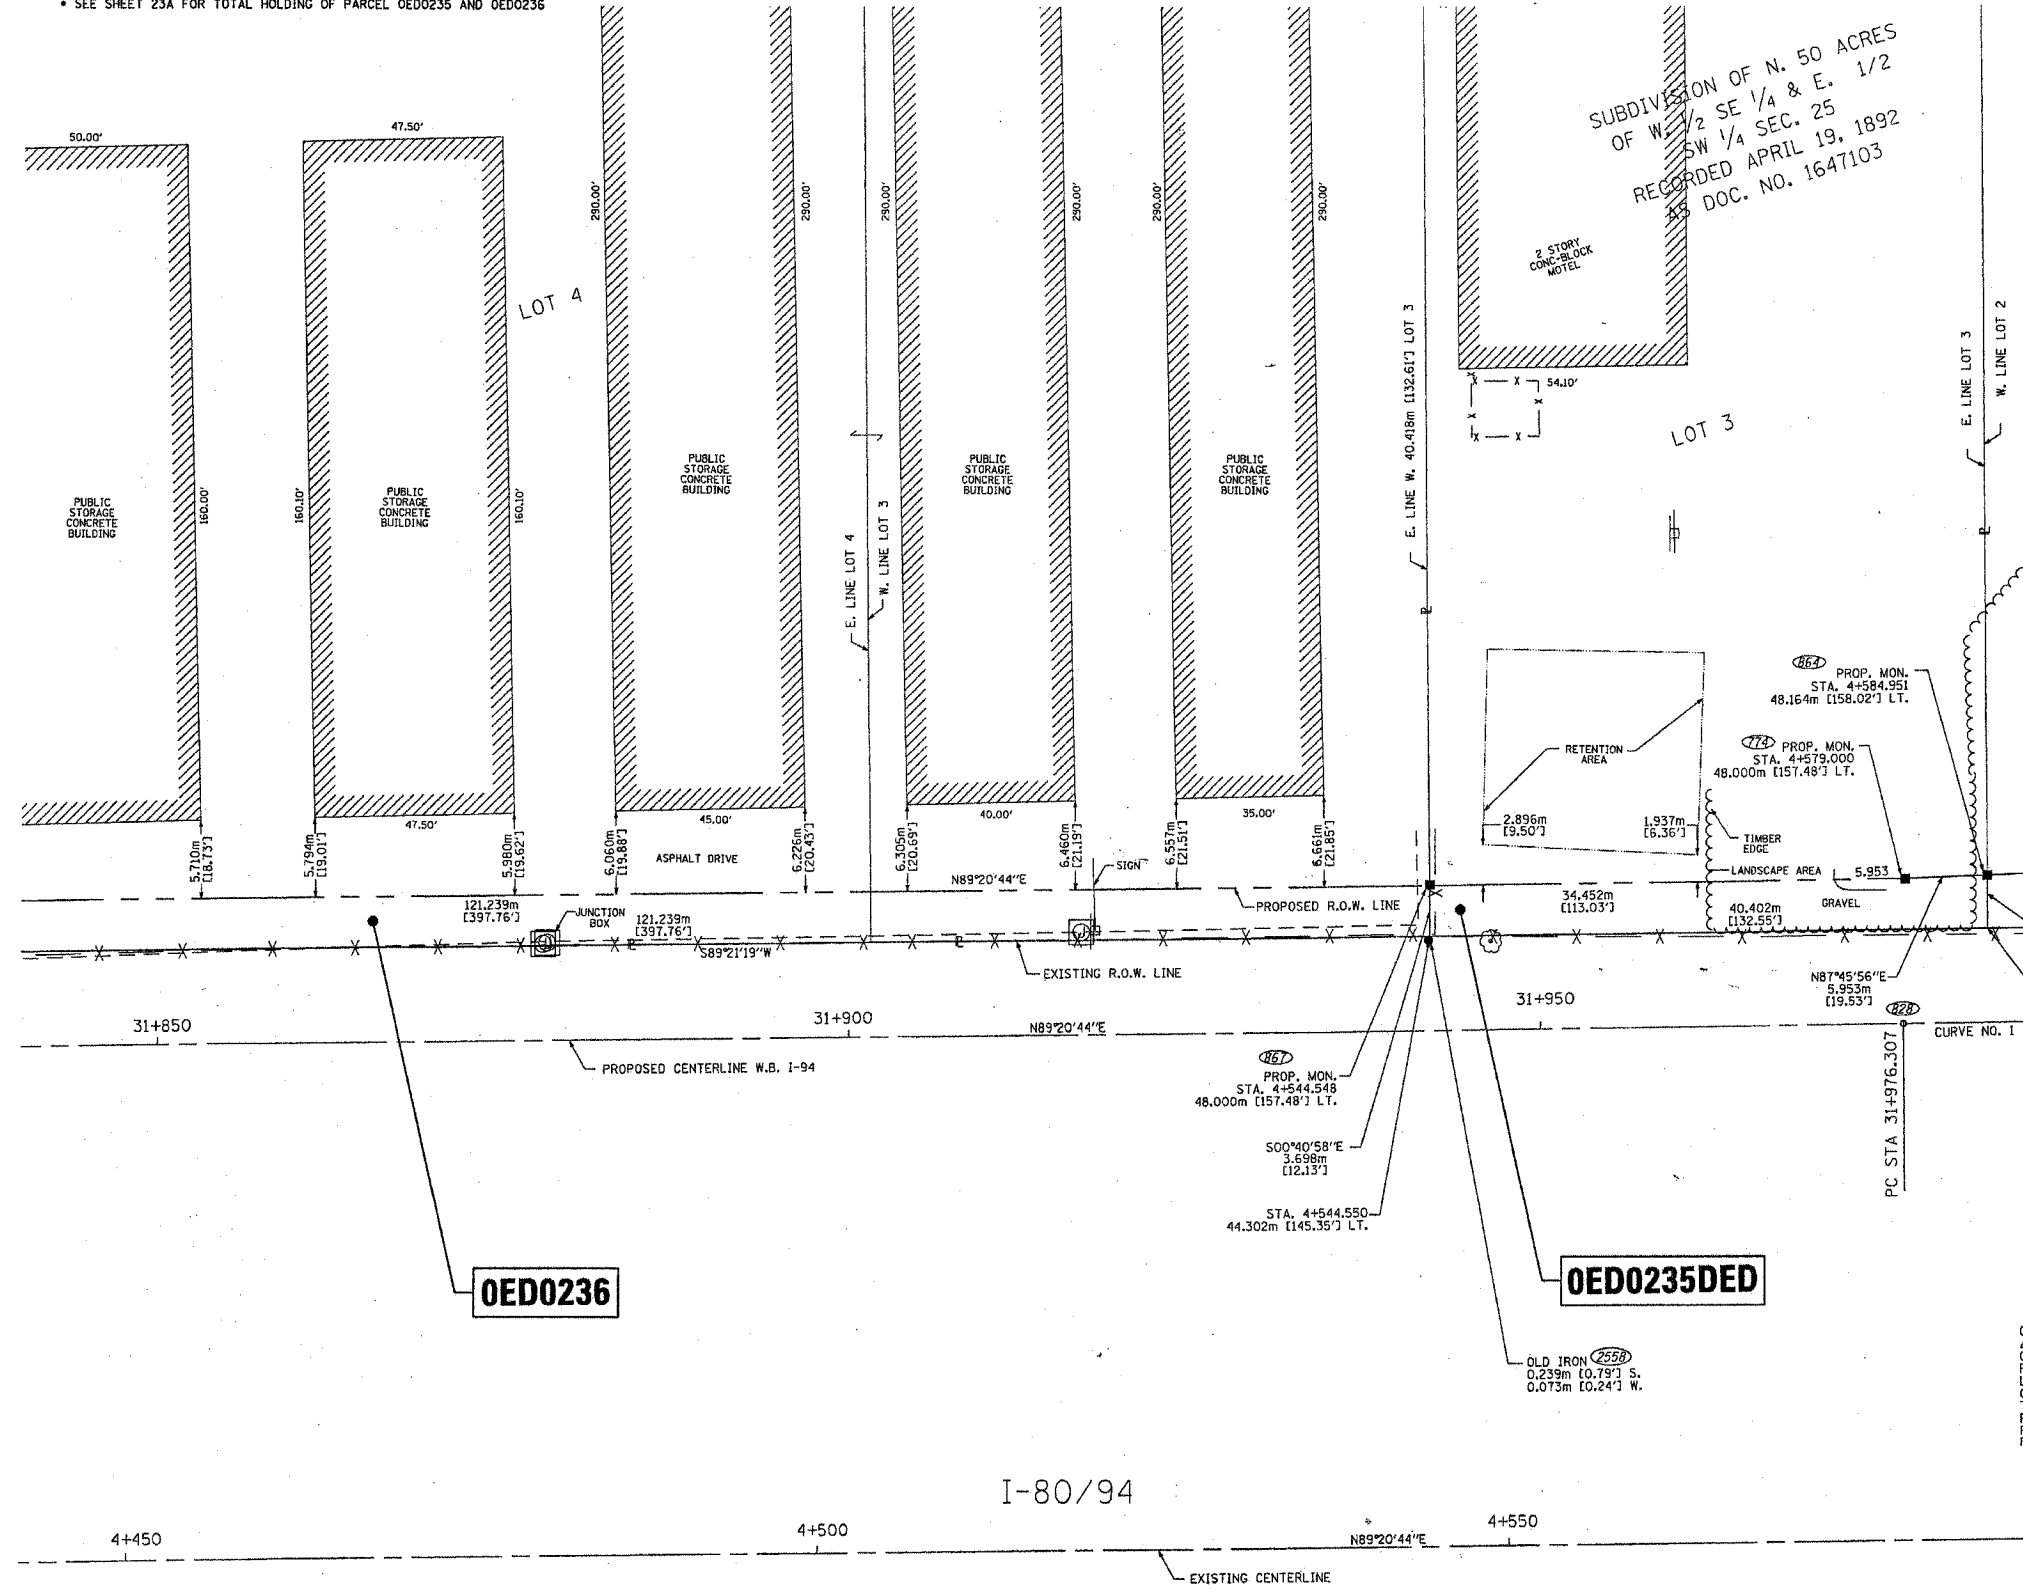 • SEE SHEET 23A FOR TOTAL HOLDING OF PARCEL 0ED0235 AND 0ED0236
SUBDIVISION OF N. 50 ACRES
OF W. 1/2 SE 1/4 & E. 1/2
SW 1/4 SEC. 25
RECORDED APRIL 19, 1892
AS DOC. NO. 1647103
50.00'
47.50'
290.00'
290.00'
290.00'
290.00'
290.00'
290.00'
2 STORY
CONC-BLOCK
MOTEL
LOT 4
54.10'
LOT 3
E. LINE W. 40.418m [132.61'] LOT 3
E. LINE LOT 3
W. LINE LOT 2
PUBLIC
STORAGE
CONCRETE
BUILDING
160.00'
160.10'
PUBLIC
STORAGE
CONCRETE
BUILDING
160.10'
PUBLIC
STORAGE
CONCRETE
BUILDING
PUBLIC
STORAGE
CONCRETE
BUILDING
PUBLIC
STORAGE
CONCRETE
BUILDING
E. LINE LOT 4
W. LINE LOT 3
864
PROP. MON.
STA. 4+584.951
48.164m [158.02'] LT.
774 PROP. MON.
STA. 4+579.000
48.000m [157.48'] LT.
RETENTION
AREA
47.50'
45.00'
40.00'
35.00'
2.896m
[9.50']
1.937m
[6.36']
TIMBER
EDGE
5.710m
[18.73']
5.794m
[19.01']
5.980m
[19.62']
6.060m
[19.88']
ASPHALT DRIVE
6.226m
[20.43']
6.305m
[20.69']
6.460m
[21.19']
SIGN
6.557m
[21.51']
6.661m
[21.85']
LANDSCAPE AREA
5.953
N89°20'44"E
121.239m
[397.76']
JUNCTION
BOX
121.239m
[397.76']
PROPOSED R.O.W. LINE
34.452m
[113.03']
40.402m
[132.55']
GRAVEL
S89°21'19"W
EXISTING R.O.W. LINE
N87°45'56"E
5.953m
[19.53']
31+850
31+900
N89°20'44"E
31+950
828
CURVE NO. 1
PROPOSED CENTERLINE W.B. I-94
PC STA 31+976.307
867
PROP. MON.
STA. 4+544.548
48.000m [157.48'] LT.
S00°40'58"E
3.698m
[12.13']
STA. 4+544.550
44.302m [145.35'] LT.
0ED0236
0ED0235DED
OLD IRON 2558
0.239m [0.79'] S.
0.073m [0.24'] W.
I-80/94
4+450
4+500
4+550
N89°20'44"E
EXISTING CENTERLINE